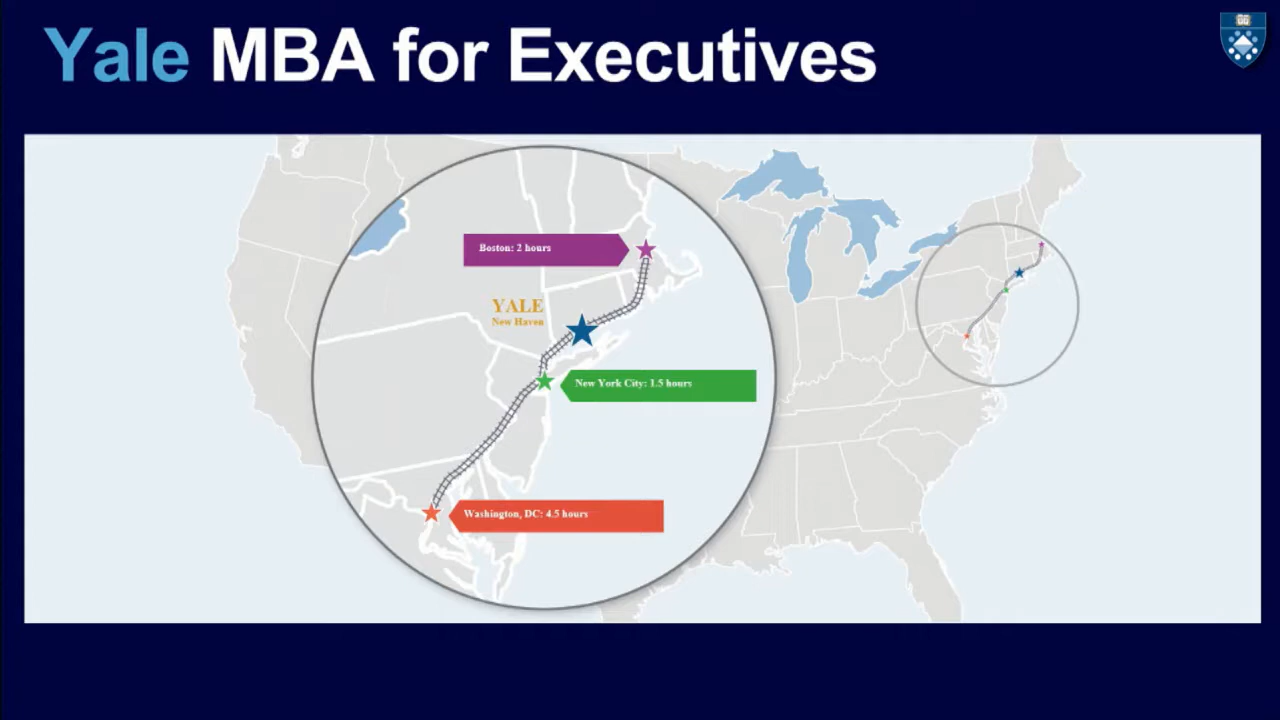 Yale MBA for Executives
Boston: 2 hours
YALE
New Haven
New York City: 1.5 hours
Washington, DC: 4.5 hours